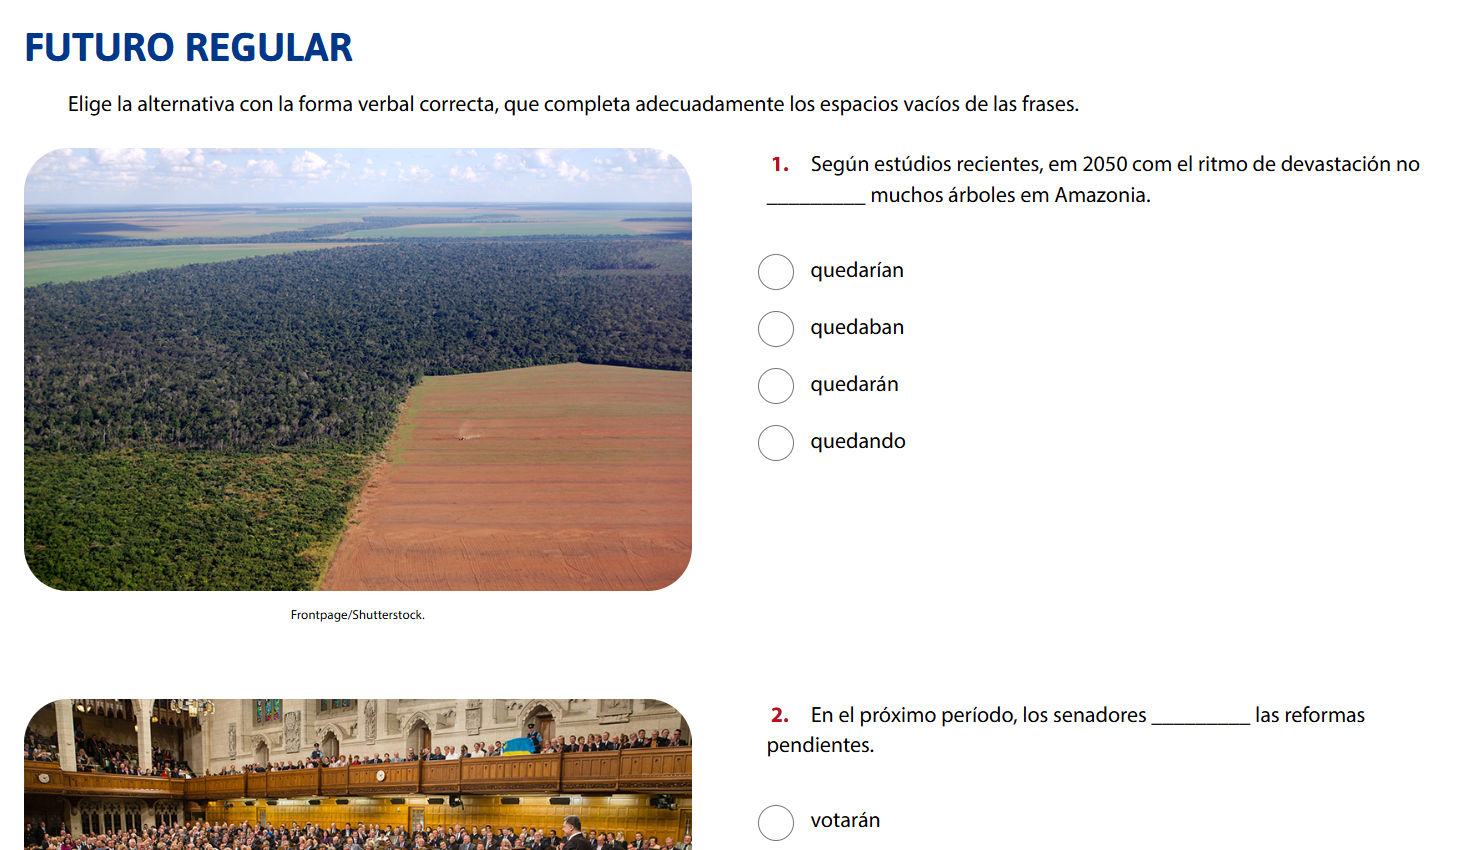 FUTURO REGULAR
Elige la alternativa con la forma verbal correcta, que completa adecuadamente los espacios vacíos de las frases.
1. Según estúdios recientes, em 2050 com el ritmo de devastación no
_________ muchos árboles em Amazonia.
quedarían
quedaban
quedarán
quedando
Frontpage/Shutterstock.
2. En el próximo período, los senadores _________ las reformas
pendientes.
votarán